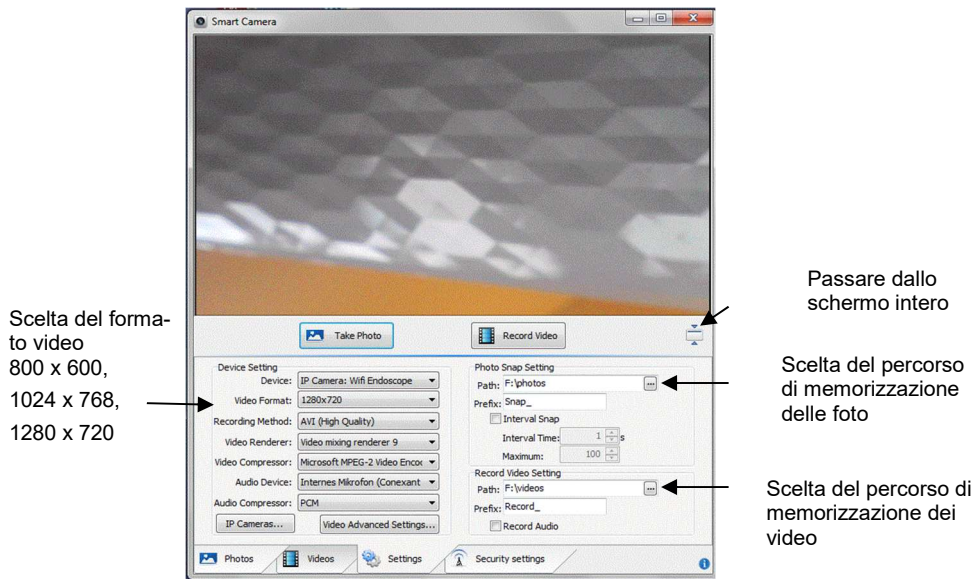 Smart Camera
Passare dallo
schermo intero
Scelta del forma-
to video
800 x 600,
1024 x 768,
1280 x 720
Take Photo
Record Video
Scelta del percorso
di memorizzazione
delle foto
Scelta del percorso di
memorizzazione dei
video
Device Setting
Device: IP Camera: Wifi Endoscope
Video Format: 1280x720
Recording Method: AVI (High Quality)
Video Renderer: Video mixing renderer 9
Video Compressor: Microsoft MPEG-2 Video Encoc
Audio Device: Internes Mikrofon (Conexant
Audio Compressor: PCM
IP Cameras...
Video Advanced Settings...
Photo Snap Setting
Path: F:\photos
...
Prefix: Snap_
Interval Snap
Interval Time: 1 s
Maximum: 100
Record Video Setting
Path: F:\videos
...
Prefix: Record_
Record Audio
Photos
Videos
Settings
Security settings